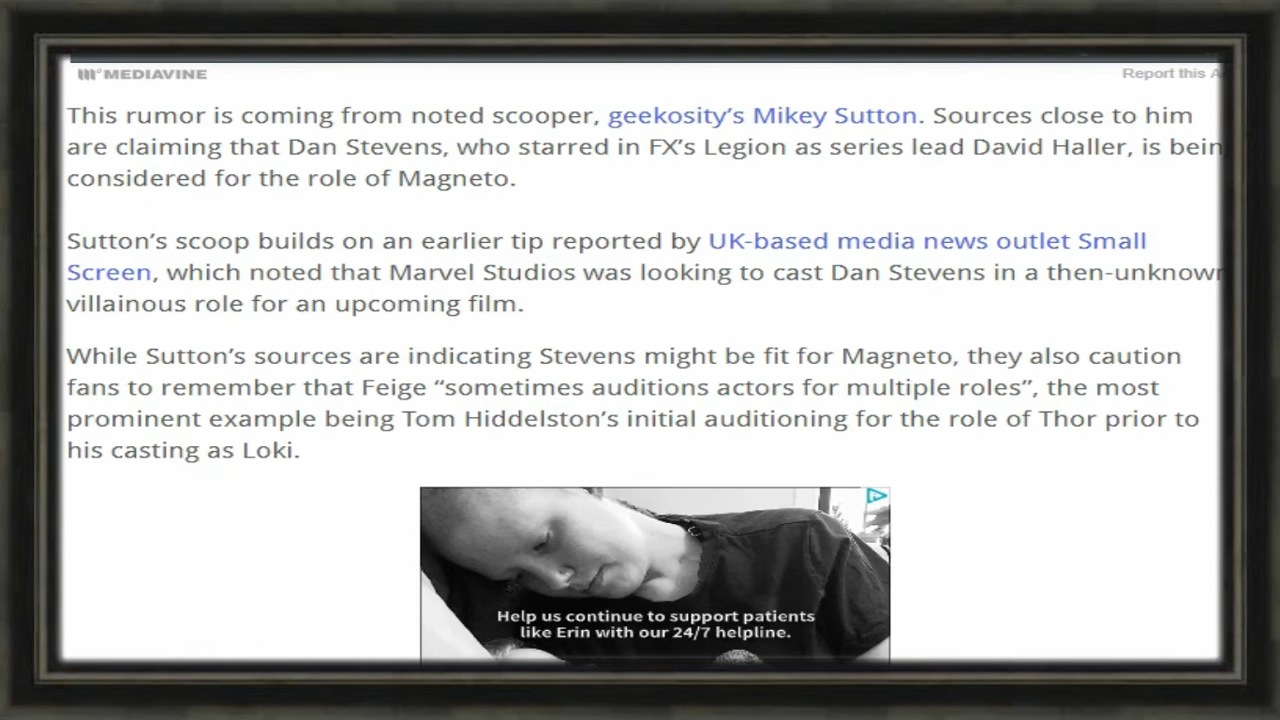 MEDIAVINE
Report this A
This rumor is coming from noted scooper, geekosity’s Mikey Sutton. Sources close to him
are claiming that Dan Stevens, who starred in FX’s Legion as series lead David Haller, is bein
considered for the role of Magneto.
Sutton’s scoop builds on an earlier tip reported by UK-based media news outlet Small
Screen, which noted that Marvel Studios was looking to cast Dan Stevens in a then-unknown
villainous role for an upcoming film.
While Sutton’s sources are indicating Stevens might be fit for Magneto, they also caution
fans to remember that Feige “sometimes auditions actors for multiple roles”, the most
prominent example being Tom Hiddelston’s initial auditioning for the role of Thor prior to
his casting as Loki.
Help us continue to support patients
like Erin with our 24/7 helpline.